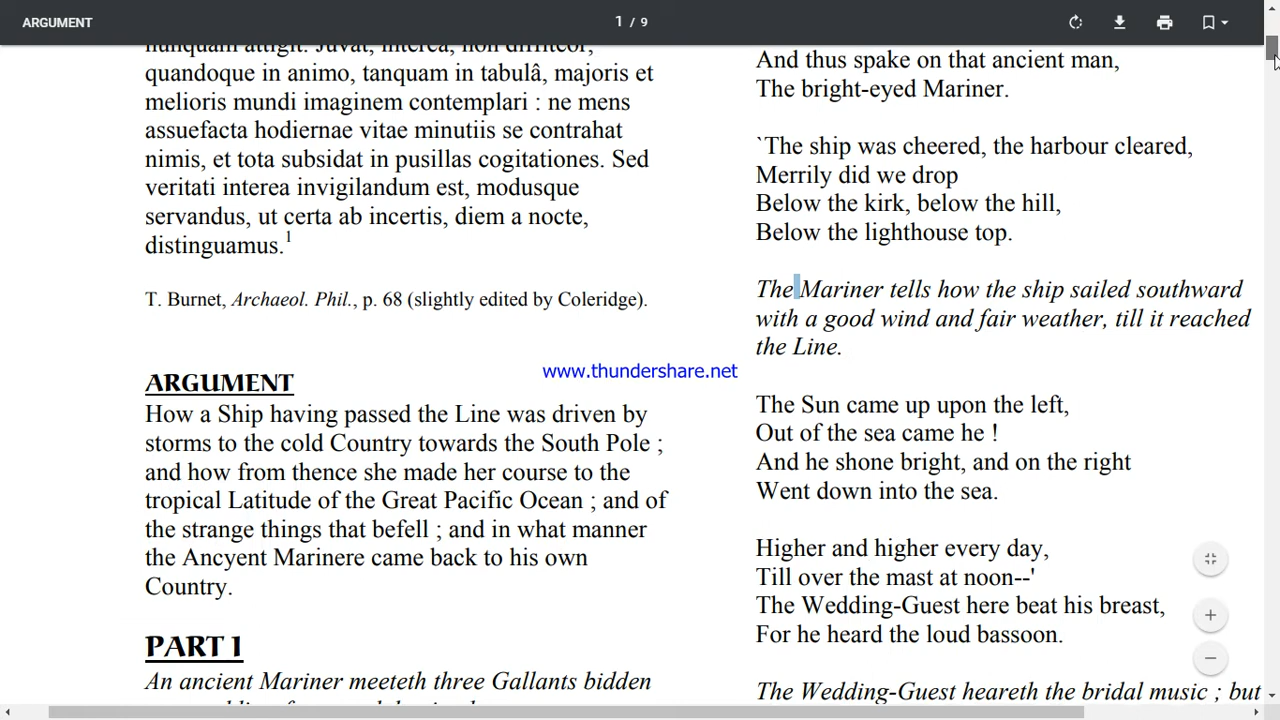 ARGUMENT
1 / 9
nunquam attigit. Juvat, interea, non diffiteor,
quandoque in animo, tanquam in tabulâ, majoris et
melioris mundi imaginem contemplari : ne mens
assuefacta hodiernae vitae minutiis se contrahat
nimis, et tota subsidat in pusillas cogitationes. Sed
veritati interea invigilandum est, modusque
servandus, ut certa ab incertis, diem a nocte,
distinguamus.1
T. Burnet, Archaeol. Phil., p. 68 (slightly edited by Coleridge).
www.thundershare.net
ARGUMENT
How a Ship having passed the Line was driven by
storms to the cold Country towards the South Pole ;
and how from thence she made her course to the
tropical Latitude of the Great Pacific Ocean ; and of
the strange things that befell ; and in what manner
the Ancyent Marinere came back to his own
Country.
PART I
An ancient Mariner meeteth three Gallants bidden
And thus spake on that ancient man,
The bright-eyed Mariner.
`The ship was cheered, the harbour cleared,
Merrily did we drop
Below the kirk, below the hill,
Below the lighthouse top.
The Mariner tells how the ship sailed southward
with a good wind and fair weather, till it reached
the Line.
The Sun came up upon the left,
Out of the sea came he !
And he shone bright, and on the right
Went down into the sea.
Higher and higher every day,
Till over the mast at noon--'
The Wedding-Guest here beat his breast,
For he heard the loud bassoon.
The Wedding-Guest heareth the bridal music ; but